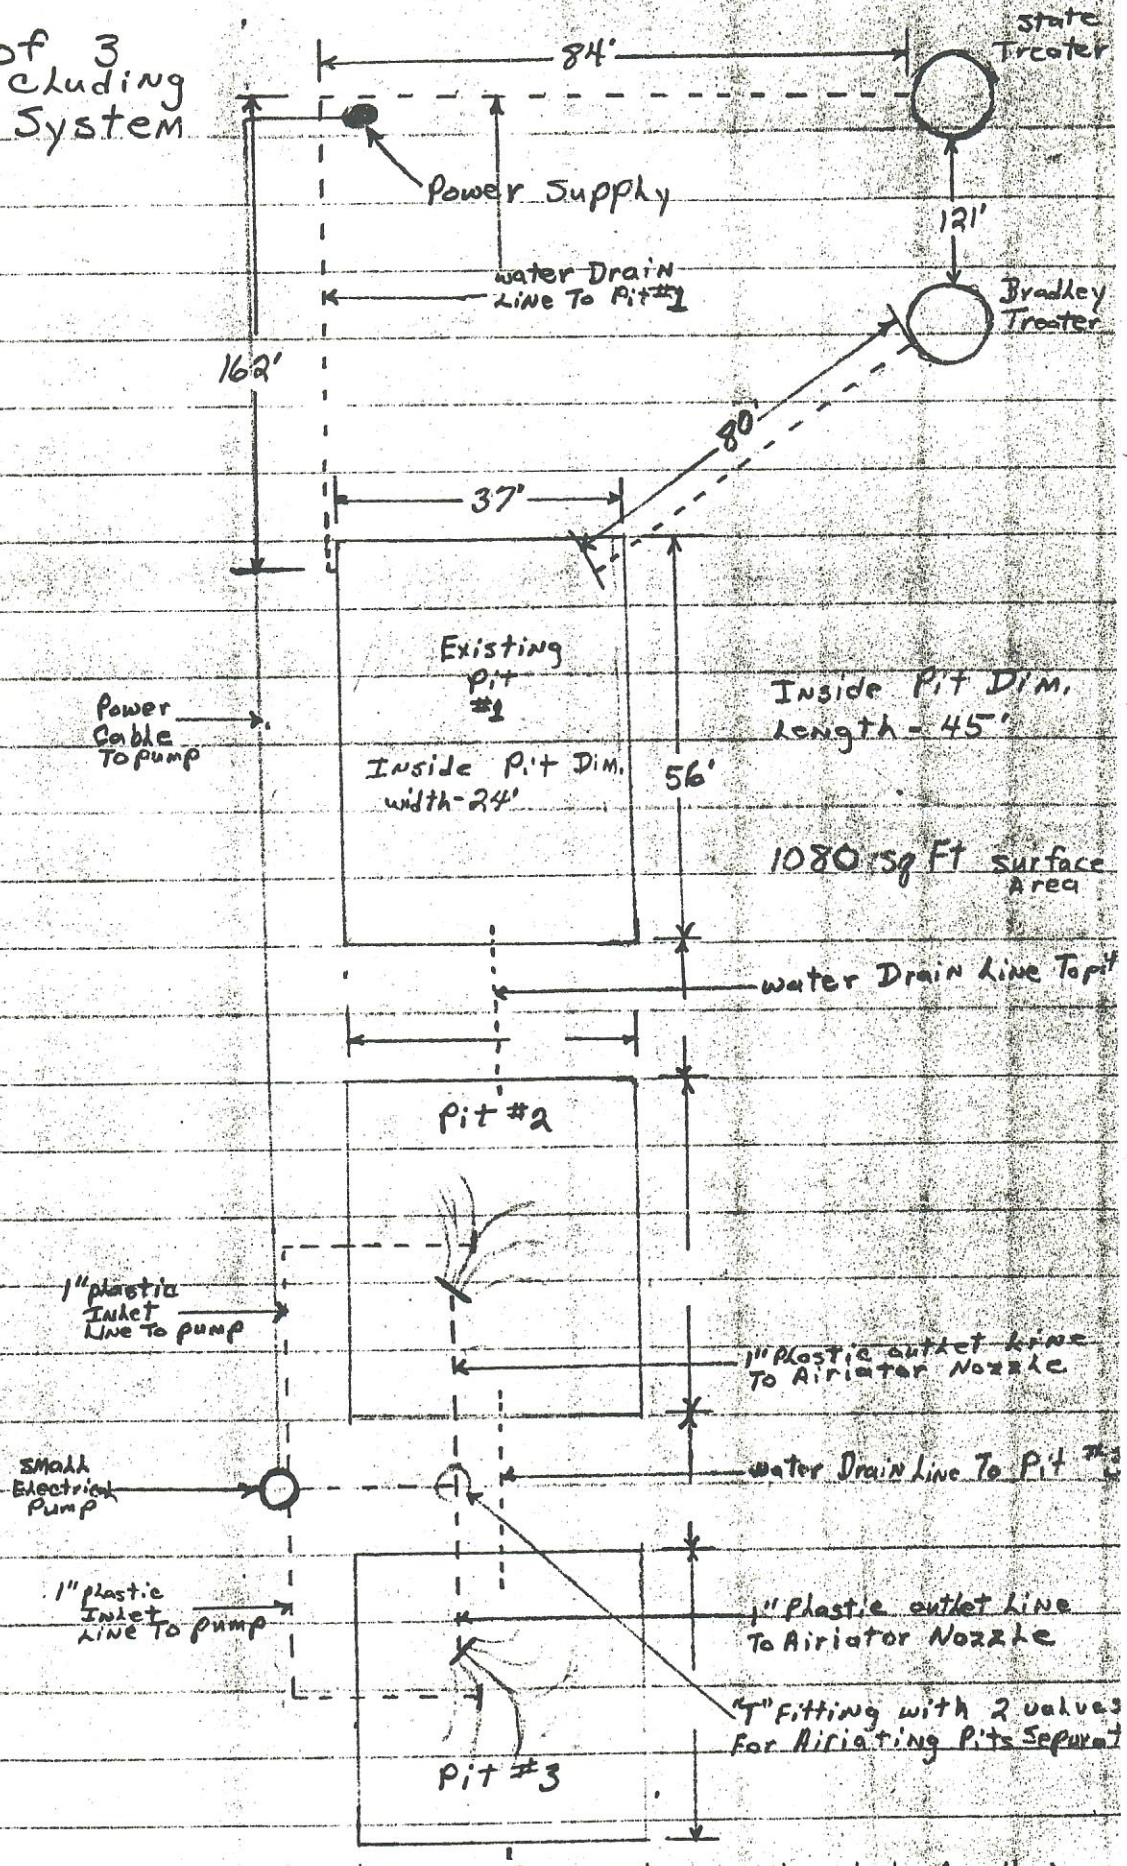 of 3
cluding
System
84'
State
Treater
Power Supply
121'
water Drain
Line To Pit #1
Bradley
Treater
162'
80'
37'
Existing
Pit
#1
Inside Pit Dim.
width-24'
Inside Pit Dim.
Length - 45'
56'
Power
Cable
To pump
1080 sq Ft surface
Area
water Drain Line To pit
Pit #2
1" plastic
Inlet
Line To pump
1" Plastic outlet Line
To Airiator Nozzle
small
Electrical
Pump
water Drain Line To Pit #3
1" plastic
Inlet
Line To pump
1" Plastic outlet Line
To Airiator Nozzle
"T" Fitting with 2 valves
For Airiating Pits Separat
Pit #3